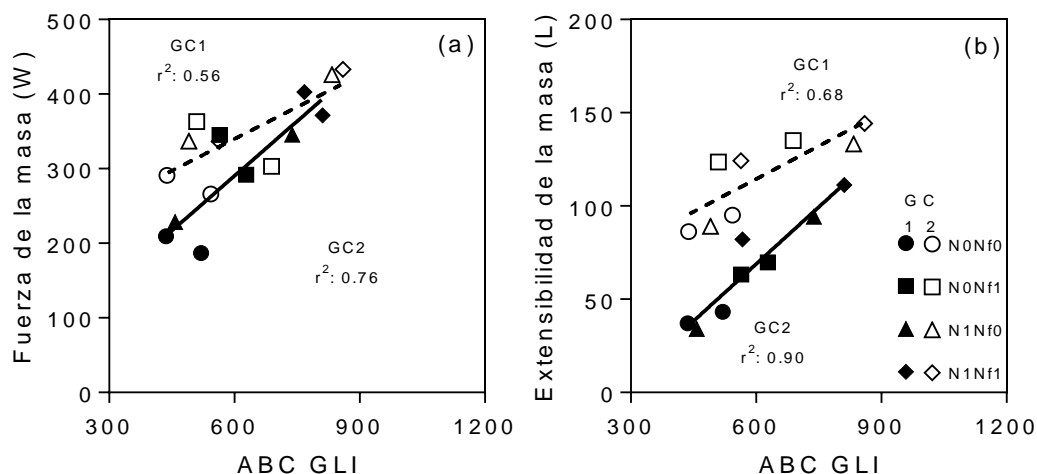 500
400
300
200
100
0
Fuerza de la masa (W)
(a)
GC1
r²: 0.56
GC2
r²: 0.76
300 600 900 1200
ABC GLI
200
150
100
50
0
Extensibilidad de la masa (L)
(b)
GC1
r²: 0.68
GC2
r²: 0.90
G C
1 2
N0Nf0
N0Nf1
N1Nf0
N1Nf1
300 600 900 1200
ABC GLI